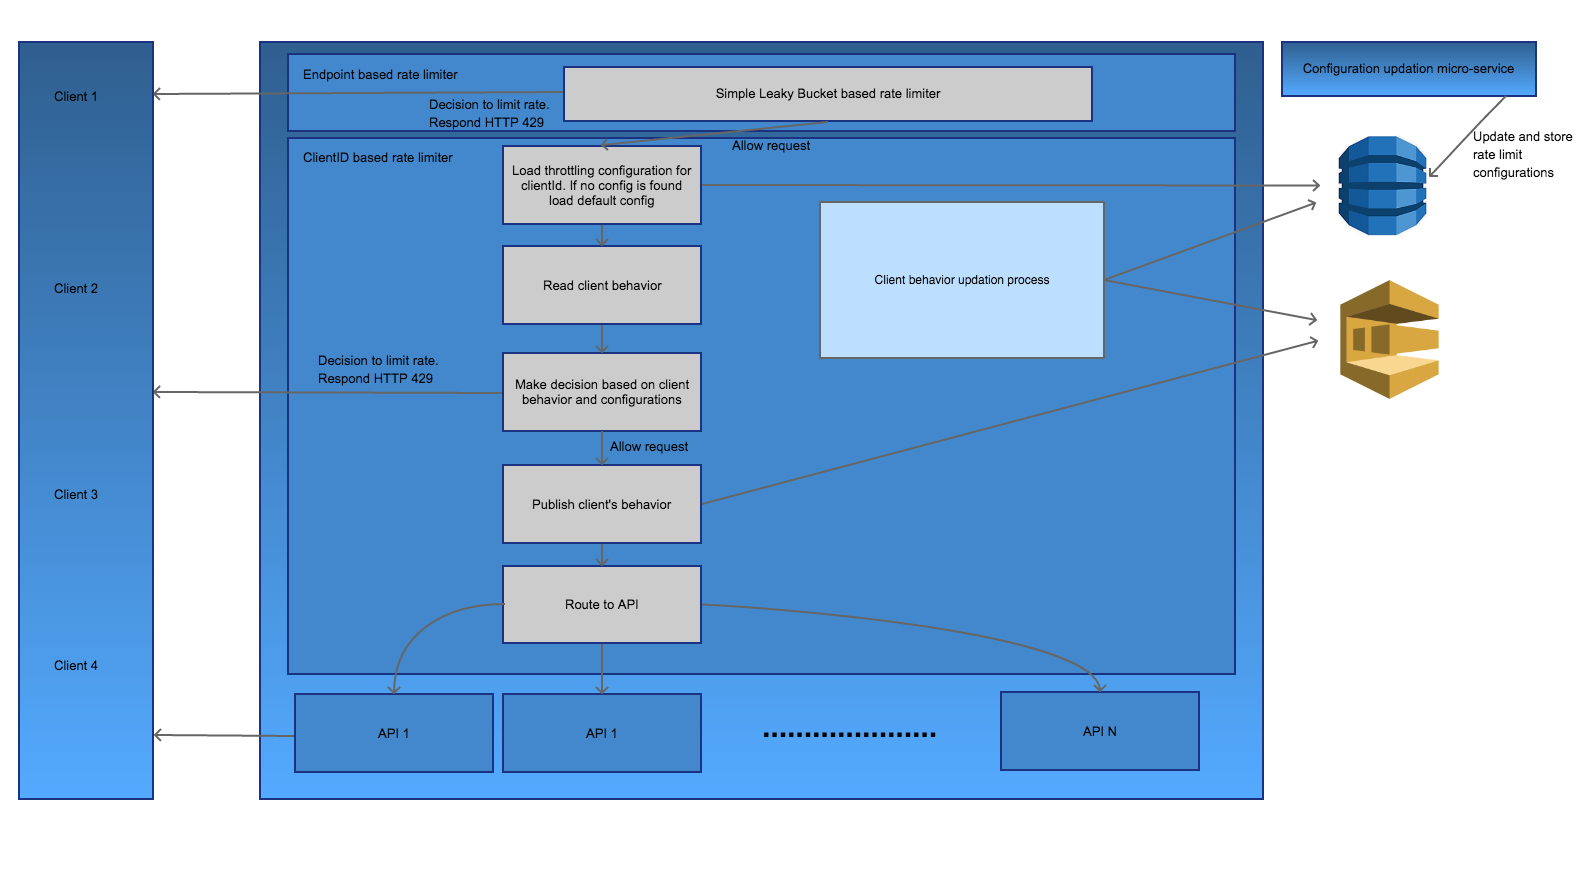 Client 1
Client 2
Client 3
Client 4
Endpoint based rate limiter
Simple Leaky Bucket based rate limiter
Decision to limit rate.
Respond HTTP 429
Allow request
ClientID based rate limiter
Load throttling configuration for
clientId. If no config is found
load default config
Read client behavior
Client behavior updation process
Decision to limit rate.
Respond HTTP 429
Make decision based on client
behavior and configurations
Allow request
Publish client's behavior
Route to API
API 1
API 1
.....................
API N
Configuration updation micro-service
Update and store
rate limit
configurations